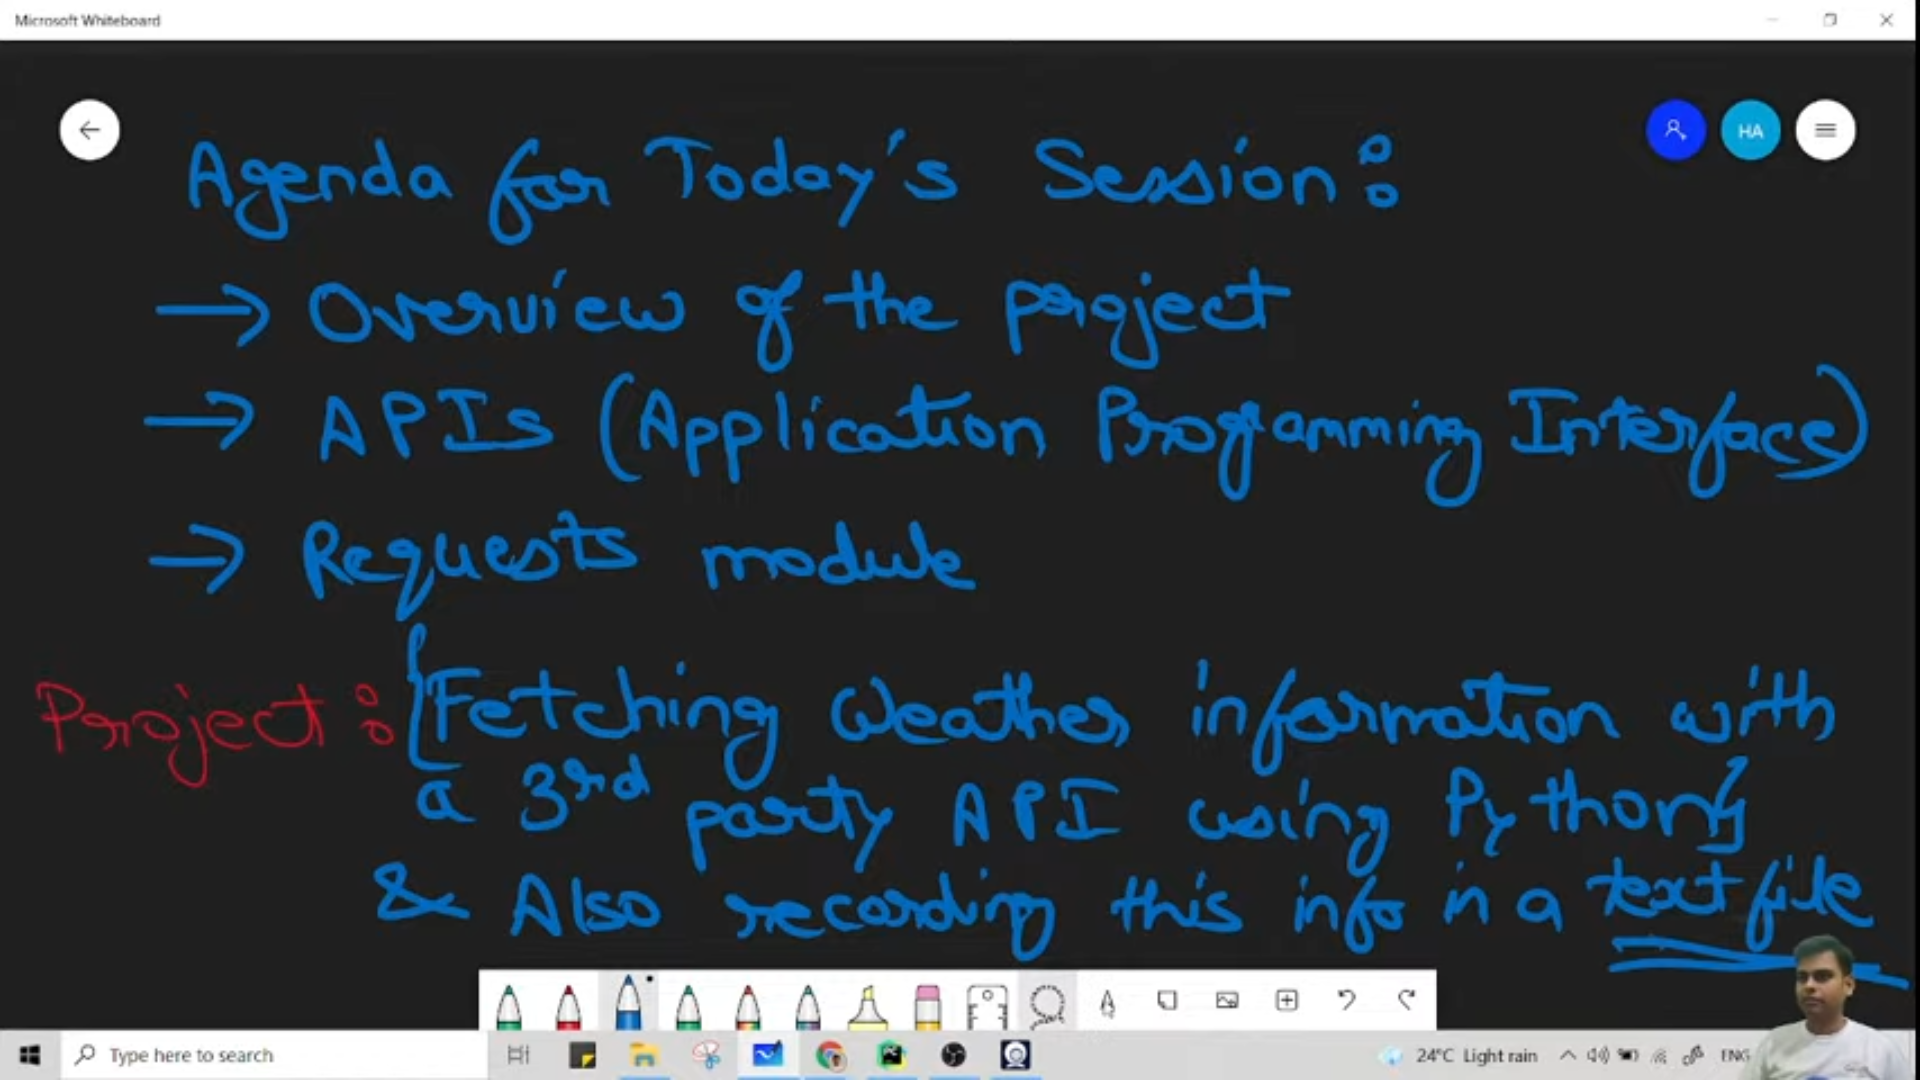 Microsoft Whiteboard
HA
Agenda for Today's Session:
→ Overview of the project
→ APIs (Application Programming Interface)
→ Requests module
Project: {Fetching Weather information with
a 3rd party API using Python}
& Also recording this info in a text file
Type here to search
24°C Light rain
ENG